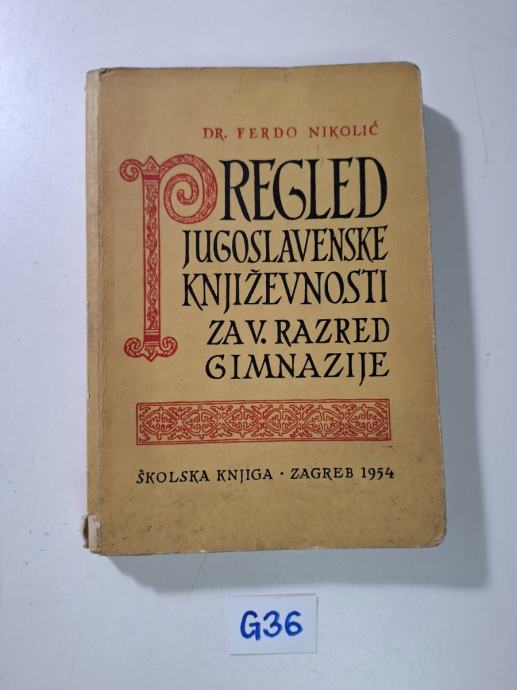 DR. FERDO NIKOLIĆ
PREGLED
JUGOSLAVENSKE
KNJIŽEVNOSTI
ZA V. RAZRED
GIMNAZIJE
ŠKOLSKA KNJIGA · ZAGREB 1954
G36